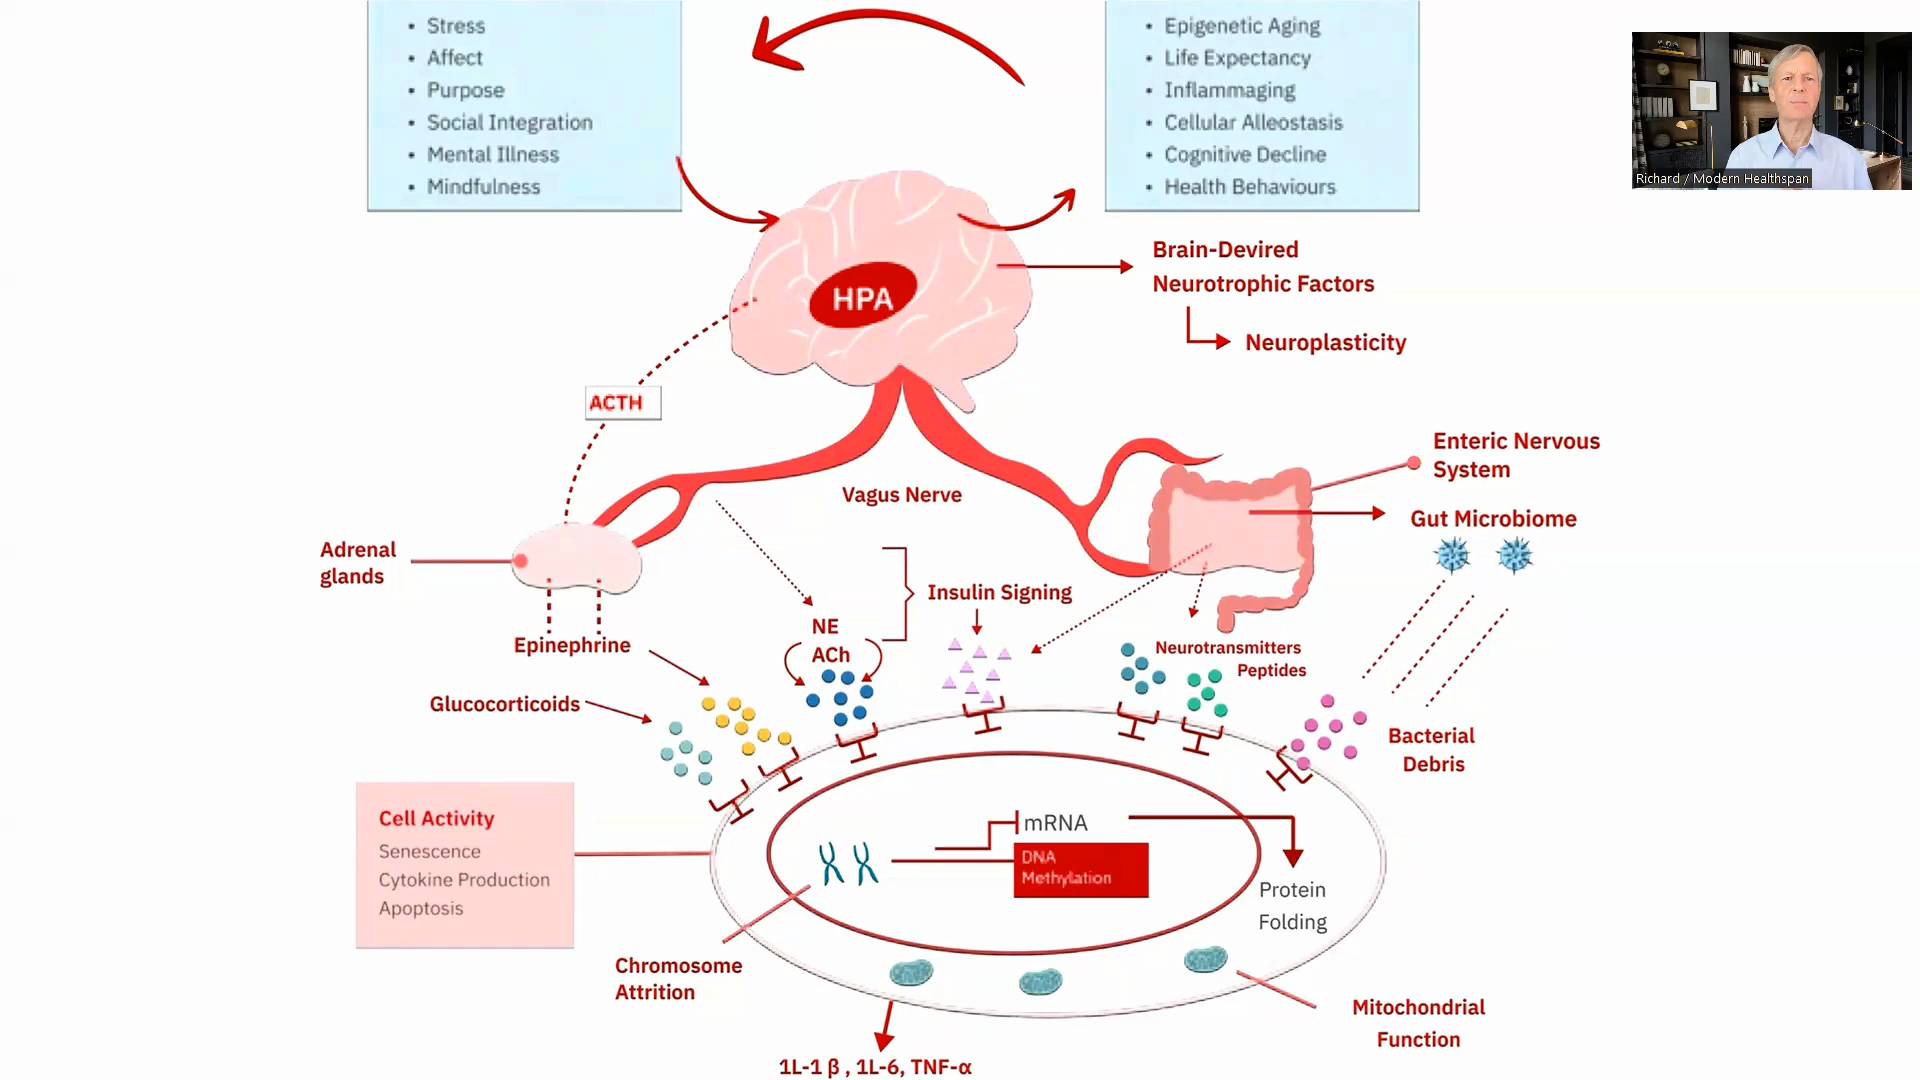 • Stress
• Affect
• Purpose
• Social Integration
• Mental Illness
• Mindfulness
• Epigenetic Aging
• Life Expectancy
• Inflammaging
• Cellular Alleostasis
• Cognitive Decline
• Health Behaviours
Richard / Modern Healthspan
HPA
Brain-Devired
Neurotrophic Factors
Neuroplasticity
ACTH
Vagus Nerve
Enteric Nervous
System
Gut Microbiome
Adrenal
glands
Epinephrine
Glucocorticoids
NE
ACh
Insulin Signing
Neurotransmitters
Peptides
Bacterial
Debris
Cell Activity
Senescence
Cytokine Production
Apoptosis
mRNA
DNA
Methylation
Protein
Folding
Chromosome
Attrition
Mitochondrial
Function
1L-1 β , 1L-6, TNF-α